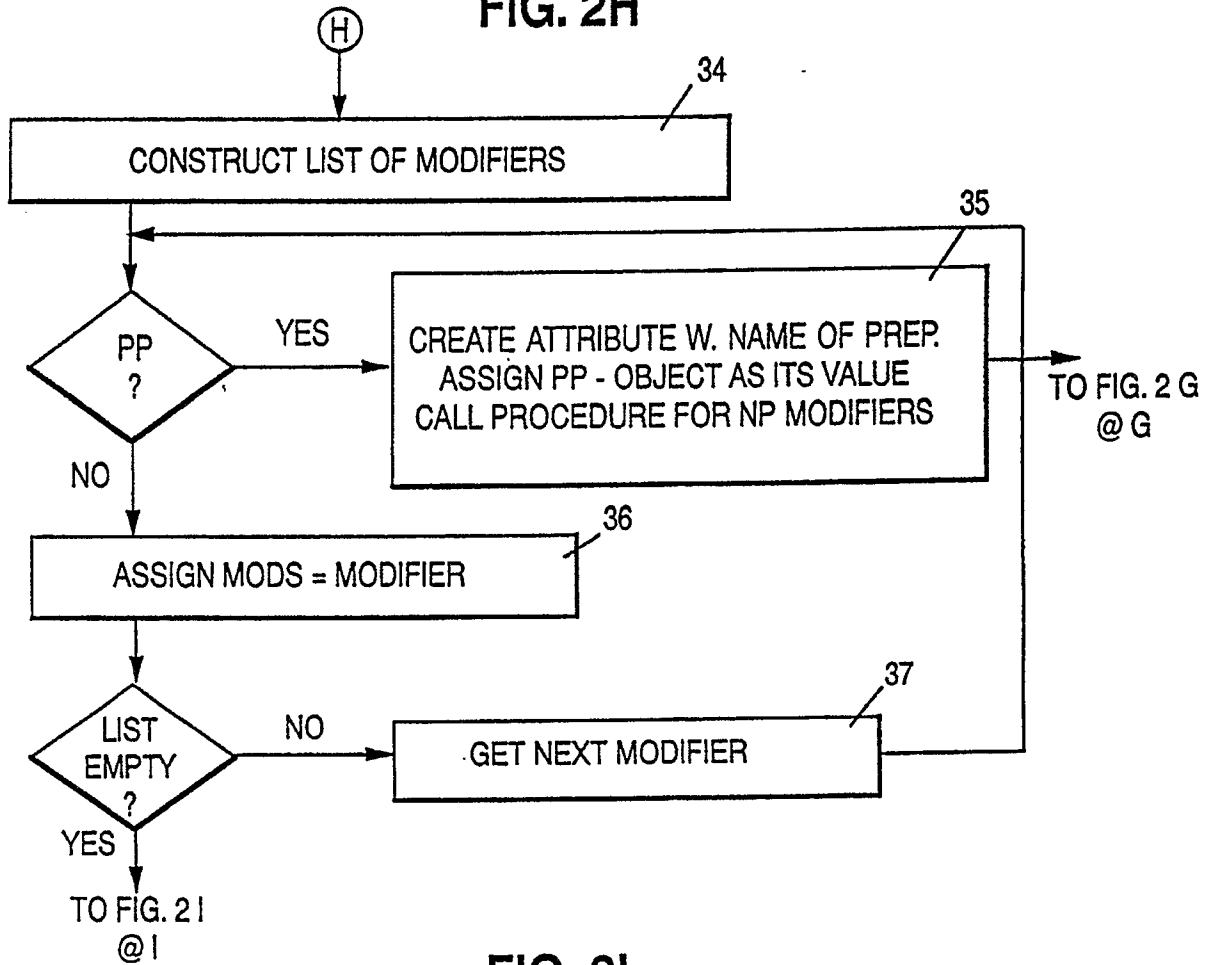 FIG. 2H
H
34
CONSTRUCT LIST OF MODIFIERS
35
PP
?
YES
CREATE ATTRIBUTE W. NAME OF PREP.
ASSIGN PP - OBJECT AS ITS VALUE
CALL PROCEDURE FOR NP MODIFIERS
TO FIG. 2 G
@ G
NO
36
ASSIGN MODS = MODIFIER
37
LIST
EMPTY
?
NO
GET NEXT MODIFIER
YES
TO FIG. 2 I
@ I